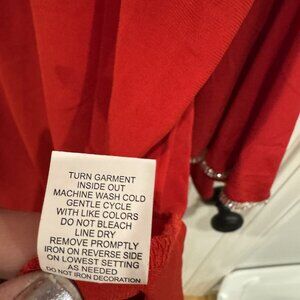 TURN GARMENT
INSIDE OUT
MACHINE WASH COLD
GENTLE CYCLE
WITH LIKE COLORS
DO NOT BLEACH
LINE DRY
REMOVE PROMPTLY
IRON ON REVERSE SIDE
ON LOWEST SETTING
AS NEEDED
DO NOT IRON DECORATION